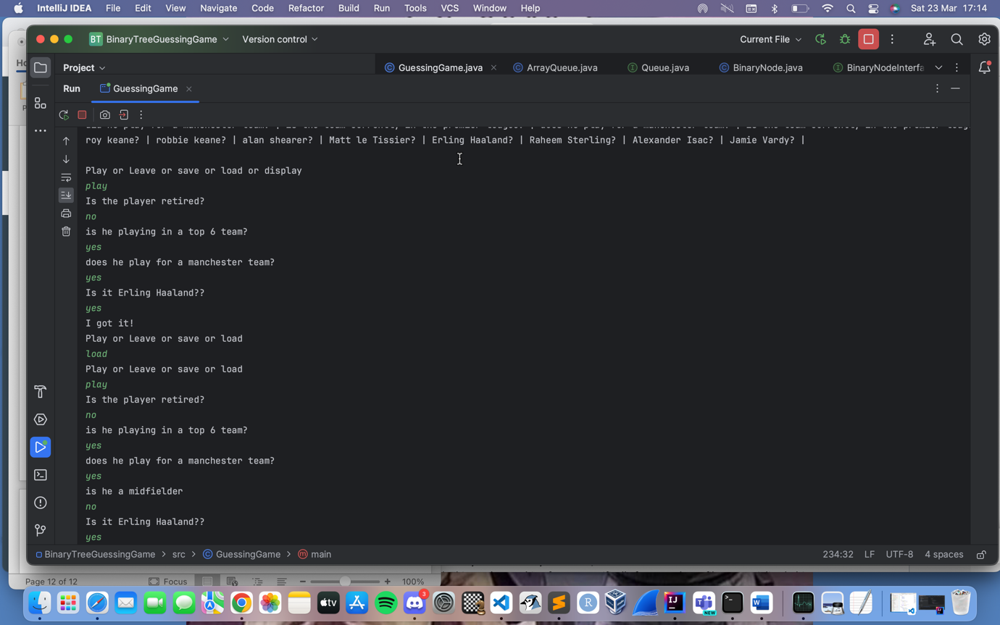 IntelliJ IDEA File Edit View Navigate Code Refactor Build Run Tools VCS Window Help Sat 23 Mar 17:14
BT BinaryTreeGuessingGame Version control Current File
Project GuessingGame.java ArrayQueue.java Queue.java BinaryNode.java BinaryNodeInterfa
Run GuessingGame
roy keane? | robbie keane? | alan shearer? | Matt le Tissier? | Erling Haaland? | Raheem Sterling? | Alexander Isac? | Jamie Vardy? |
Play or Leave or save or load or display
play
Is the player retired?
no
is he playing in a top 6 team?
yes
does he play for a manchester team?
yes
Is it Erling Haaland??
yes
I got it!
Play or Leave or save or load
load
Play or Leave or save or load
play
Is the player retired?
no
is he playing in a top 6 team?
yes
does he play for a manchester team?
yes
is he a midfielder
no
Is it Erling Haaland??
yes
BinaryTreeGuessingGame > src > GuessingGame > main 234:32 LF UTF-8 4 spaces
Page 12 of 12 Focus 100%
3
tv
R
IJ
NEW
W